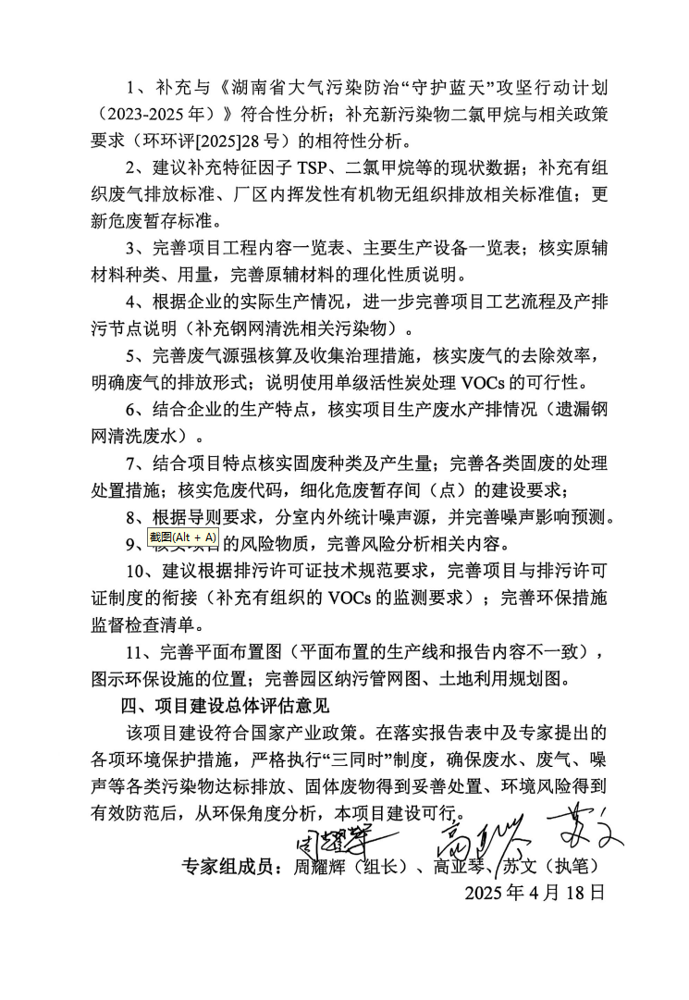 1、补充与《湖南省大气污染防治“守护蓝天”攻坚行动计划
（2023-2025年）》符合性分析；补充新污染物二氯甲烷与相关政策
要求（环环评[2025]28号）的相符性分析。
2、建议补充特征因子TSP、二氯甲烷等的现状数据；补充有组
织废气排放标准、厂区内挥发性有机物无组织排放相关标准值；更
新危废暂存标准。
3、完善项目工程内容一览表、主要生产设备一览表；核实原辅
材料种类、用量，完善原辅材料的理化性质说明。
4、根据企业的实际生产情况，进一步完善项目工艺流程及产排
污节点说明（补充钢网清洗相关污染物）。
5、完善废气源强核算及收集治理措施，核实废气的去除效率，
明确废气的排放形式；说明使用单级活性炭处理VOCs的可行性。
6、结合企业的生产特点，核实项目生产废水产排情况（遗漏钢
网清洗废水）。
7、结合项目特点核实固废种类及产生量；完善各类固废的处理
处置措施；核实危废代码，细化危废暂存间（点）的建设要求；
8、根据导则要求，分室内外统计噪声源，并完善噪声影响预测。
截图(Alt + A)
9、核实项目的风险物质，完善风险分析相关内容。
10、建议根据排污许可证技术规范要求，完善项目与排污许可
证制度的衔接（补充有组织的VOCs的监测要求）；完善环保措施
监督检查清单。
11、完善平面布置图（平面布置的生产线和报告内容不一致），
图示环保设施的位置；完善园区纳污管网图、土地利用规划图。
四、项目建设总体评估意见
该项目建设符合国家产业政策。在落实报告表中及专家提出的
各项环境保护措施，严格执行“三同时”制度，确保废水、废气、噪
声等各类污染物达标排放、固体废物得到妥善处置、环境风险得到
有效防范后，从环保角度分析，本项目建设可行。
周耀辉 高亚琴 苏文
专家组成员：周耀辉（组长）、高亚琴、苏文（执笔）
2025年4月18日